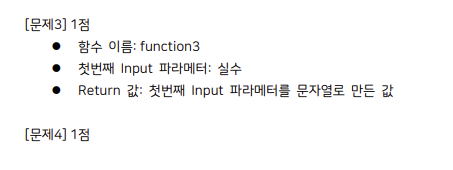 [문제3] 1점
● 함수 이름: function3
● 첫번째 Input 파라메터: 실수
● Return 값: 첫번째 Input 파라메터를 문자열로 만든 값
[문제4] 1점